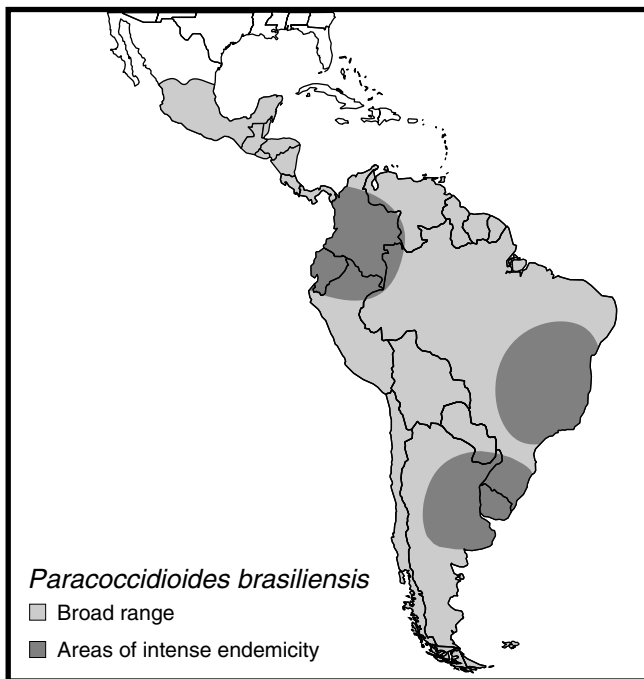 Paracoccidioides brasiliensis
Broad range
Areas of intense endemicity